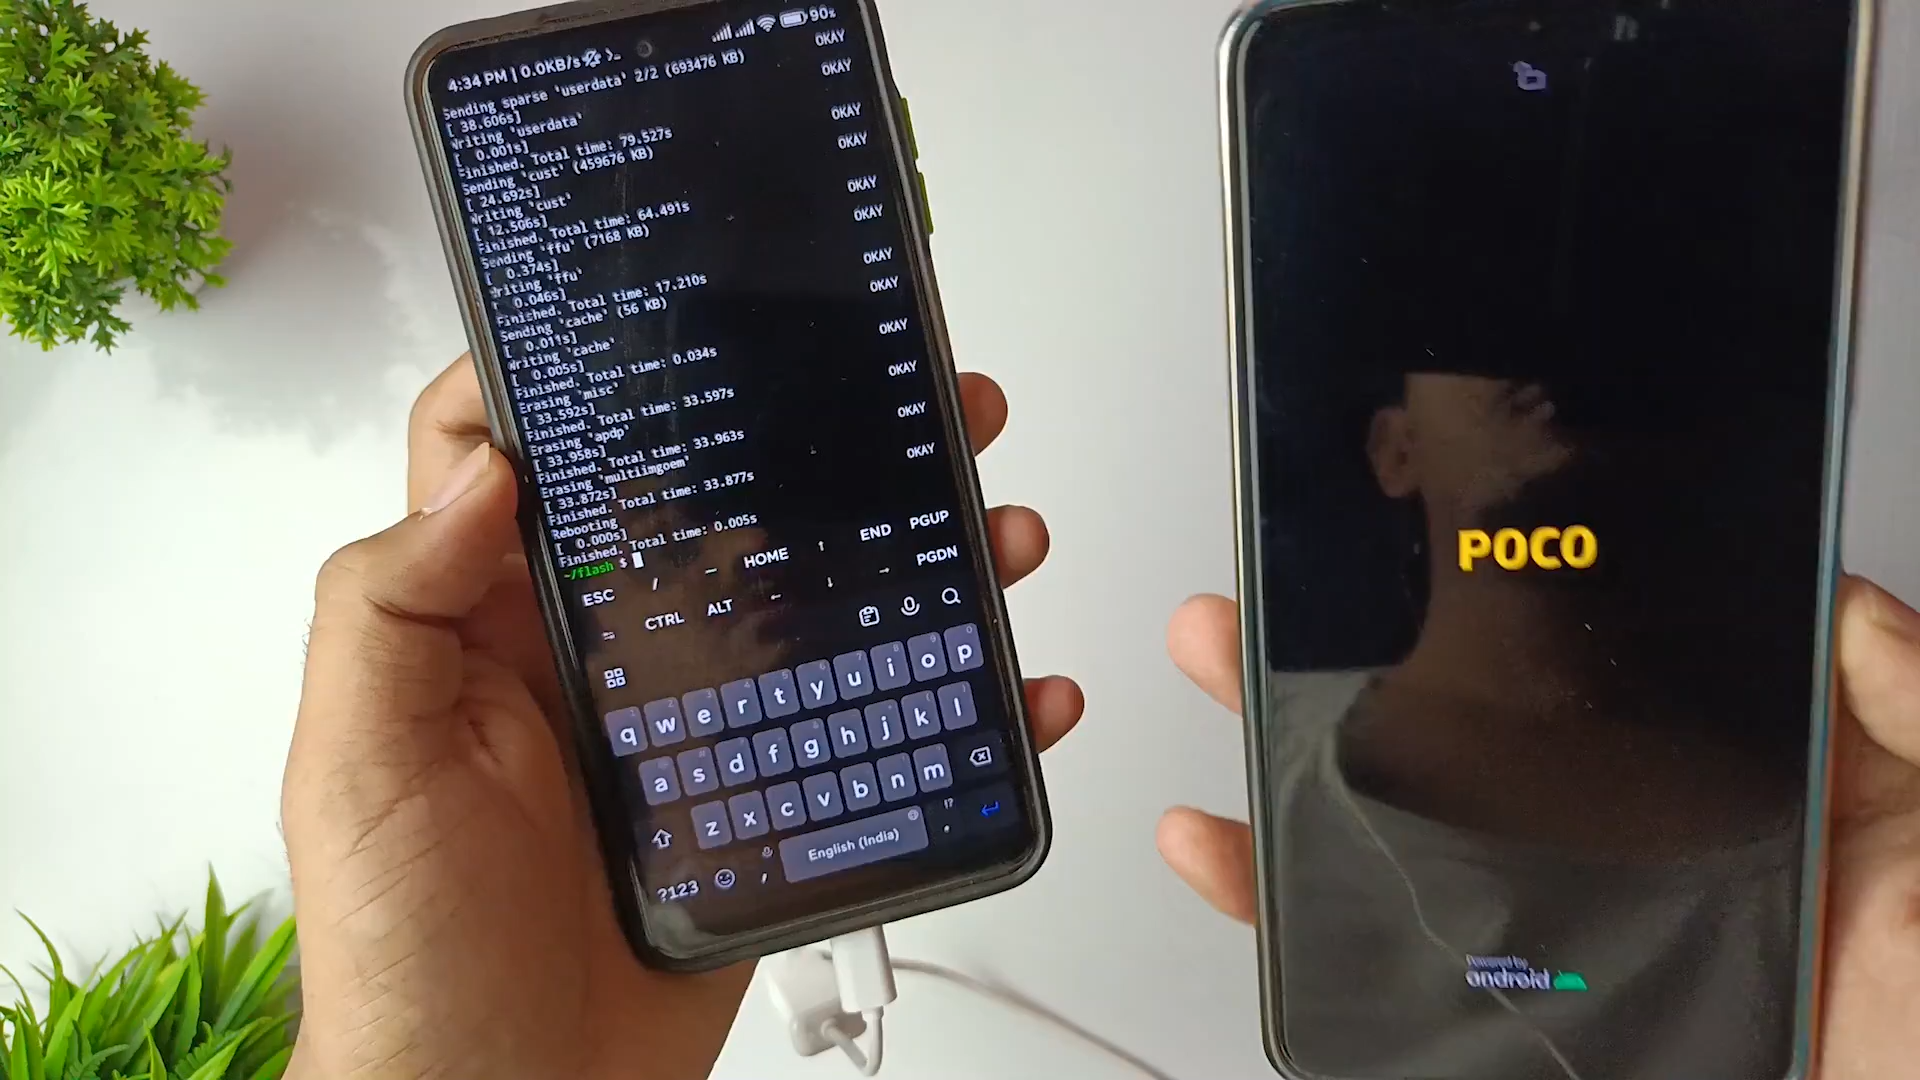 4:34 PM | 0.0KB/s
90%
Sending sparse 'userdata' 2/2 (693476 KB) OKAY
[ 38.606s]
Writing 'userdata' OKAY
[ 0.001s]
Finished. Total time: 79.527s
Sending 'cust' (459676 KB) OKAY
[ 24.692s]
Writing 'cust' OKAY
[ 12.506s]
Finished. Total time: 64.491s
Sending 'ffu' (7168 KB) OKAY
[ 0.374s]
Writing 'ffu' OKAY
[ 0.046s]
Finished. Total time: 17.210s
Sending 'cache' (56 KB) OKAY
[ 0.011s]
Writing 'cache' OKAY
[ 0.005s]
Finished. Total time: 0.034s
Erasing 'misc' OKAY
[ 33.592s]
Finished. Total time: 33.597s
Erasing 'apdp' OKAY
[ 33.958s]
Finished. Total time: 33.963s
Erasing 'multiimgoem' OKAY
[ 33.872s]
Finished. Total time: 33.877s
Rebooting OKAY
[ 0.000s]
Finished. Total time: 0.005s
~/flash $
ESC / — HOME ↑ END PGUP
CTRL ALT ← ↓ → PGDN
q w e r t y u i o p
a s d f g h j k l
z x c v b n m
?123 , English (India) . !?
POCO
Powered by
android